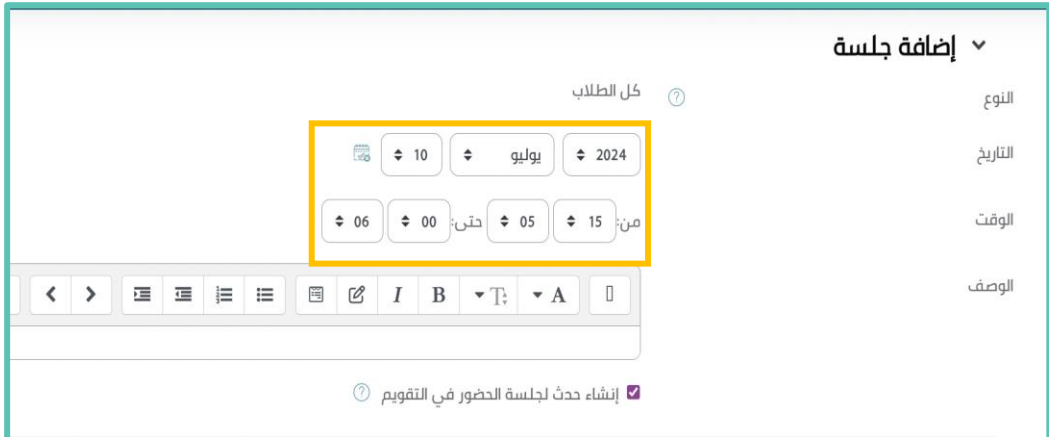 إضافة جلسة
النوع
كل الطلاب
التاريخ
2024 يوليو 10
الوقت
من: 15 05 حتى: 00 06
الوصف
A T B I
إنشاء حدث لجلسة الحضور في التقويم